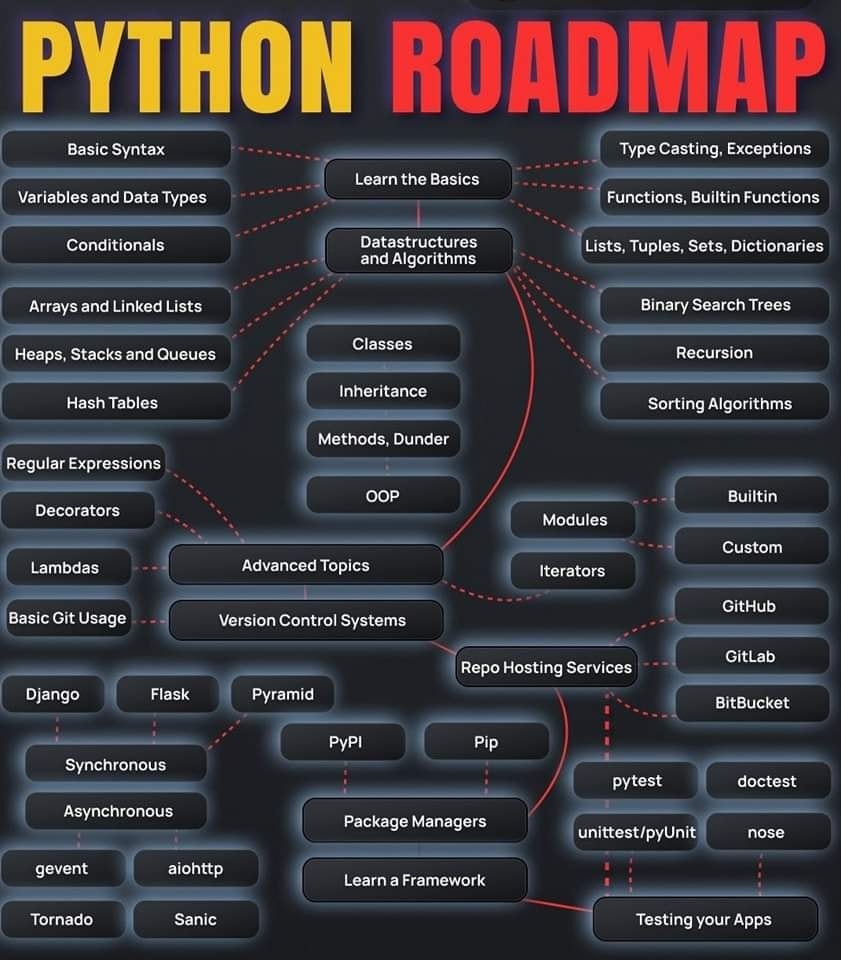 PYTHON ROADMAP
Basic Syntax
Learn the Basics
Type Casting, Exceptions
Variables and Data Types
Functions, Builtin Functions
Conditionals
Datastructures
and Algorithms
Lists, Tuples, Sets, Dictionaries
Arrays and Linked Lists
Binary Search Trees
Heaps, Stacks and Queues
Classes
Recursion
Hash Tables
Inheritance
Sorting Algorithms
Methods, Dunder
Regular Expressions
OOP
Builtin
Decorators
Modules
Custom
Lambdas
Advanced Topics
Iterators
Basic Git Usage
Version Control Systems
GitHub
Repo Hosting Services
GitLab
BitBucket
Django
Flask
Pyramid
PyPI
Pip
Synchronous
pytest
doctest
Asynchronous
Package Managers
unittest/pyUnit
nose
gevent
aiohttp
Learn a Framework
Tornado
Sanic
Testing your Apps